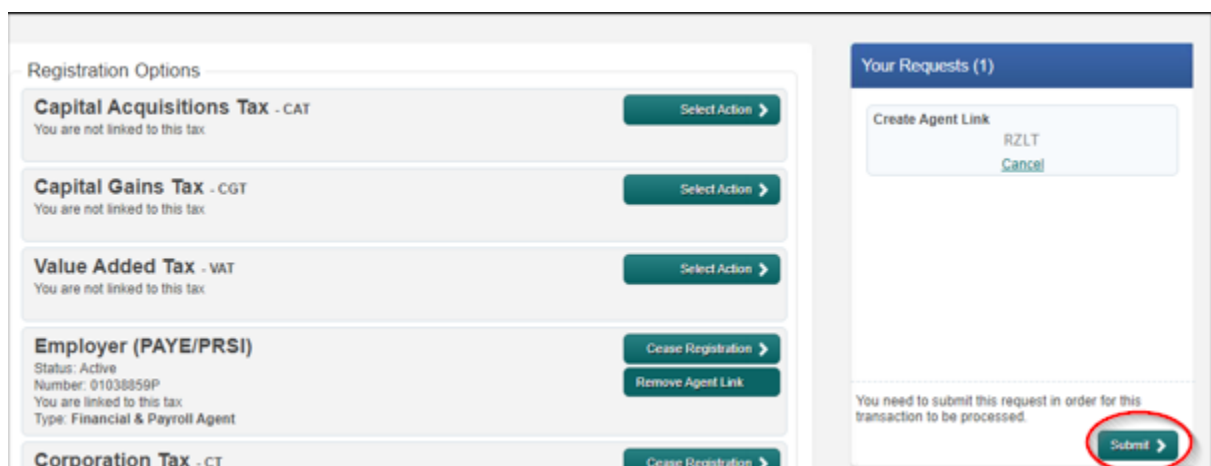 Registration Options
Capital Acquisitions Tax - CAT
You are not linked to this tax
Select Action
Capital Gains Tax - CGT
You are not linked to this tax
Select Action
Value Added Tax - VAT
You are not linked to this tax
Select Action
Employer (PAYE/PRSI)
Status: Active
Number: 01038859P
You are linked to this tax
Type: Financial & Payroll Agent
Cease Registration
Remove Agent Link
Corporation Tax - CT
Cease Registration
Your Requests (1)
Create Agent Link
RZLT
Cancel
You need to submit this request in order for this
transaction to be processed.
Submit